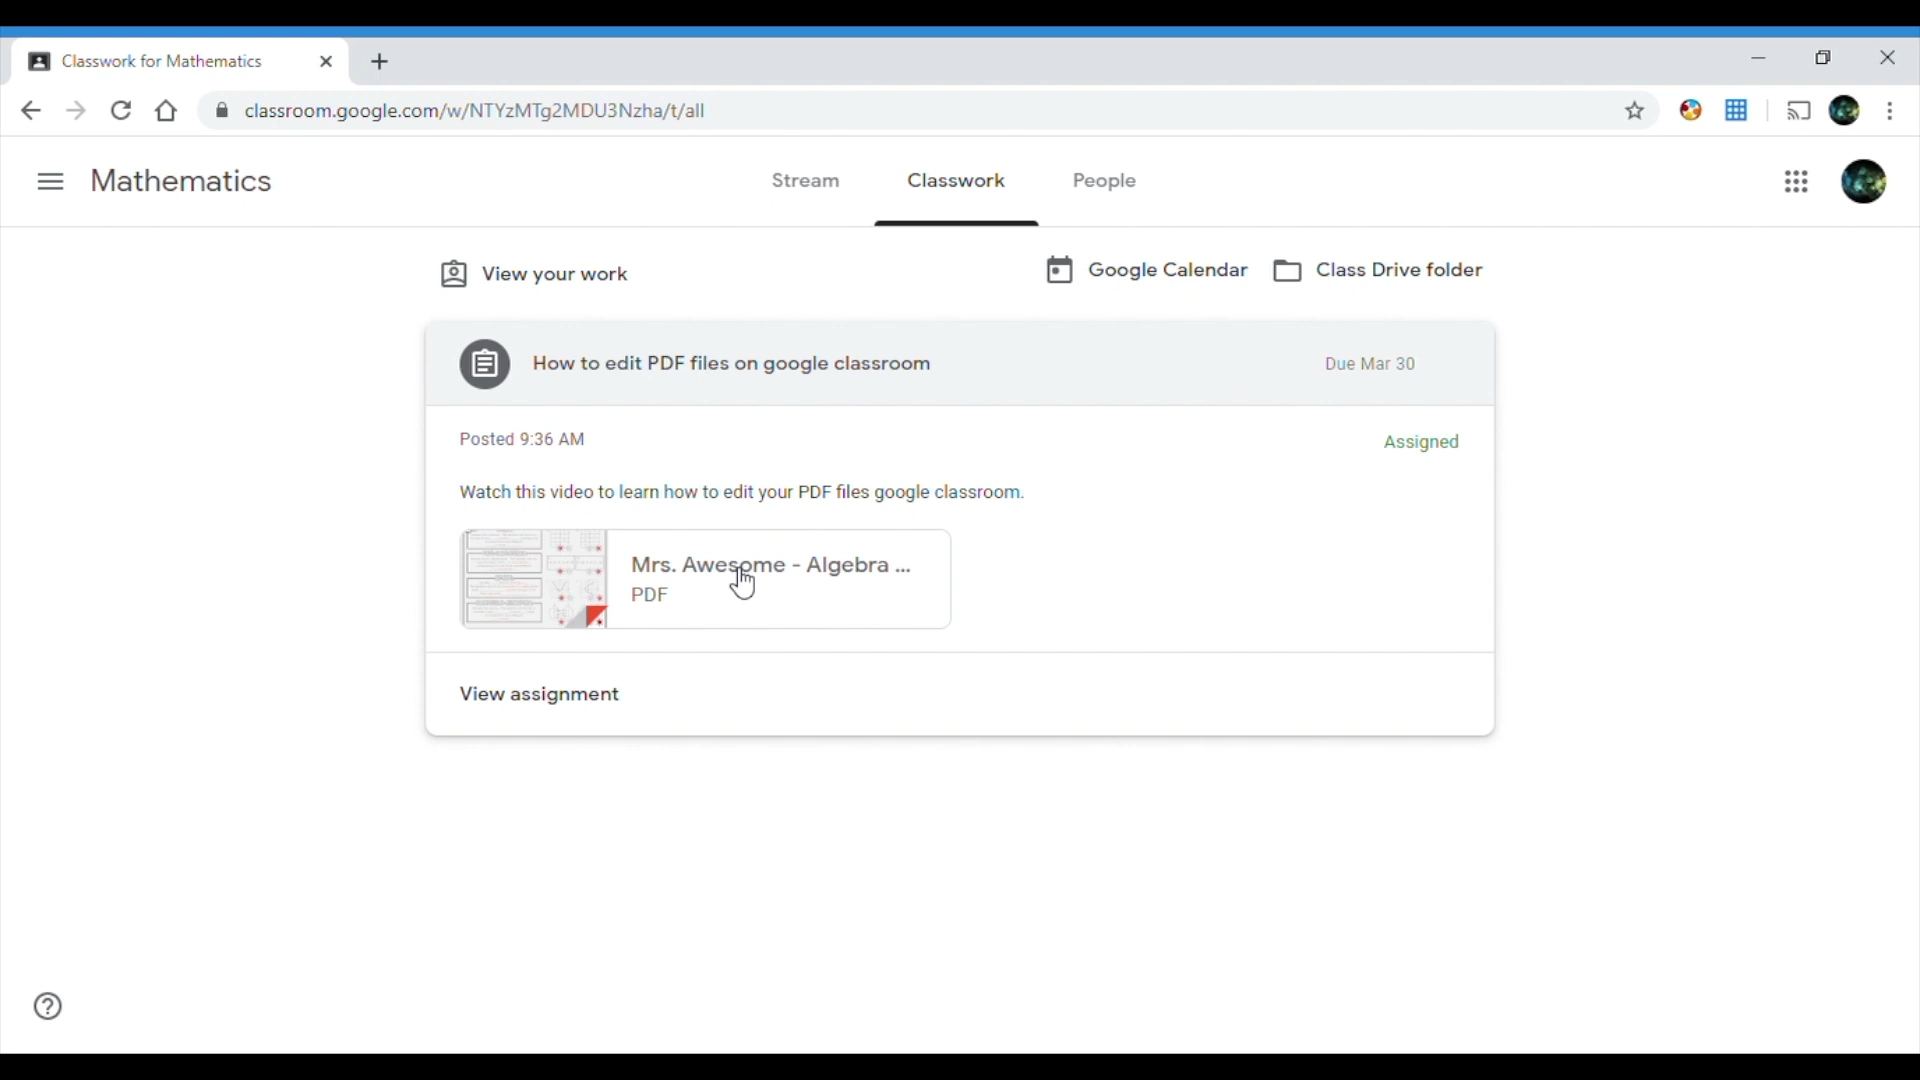 Classwork for Mathematics
classroom.google.com/w/NTYzMTg2MDU3Nzha/t/all
Mathematics
Stream
Classwork
People
View your work
Google Calendar
Class Drive folder
How to edit PDF files on google classroom
Due Mar 30
Posted 9:36 AM
Assigned
Watch this video to learn how to edit your PDF files google classroom.
Mrs. Awesome - Algebra ...
PDF
View assignment